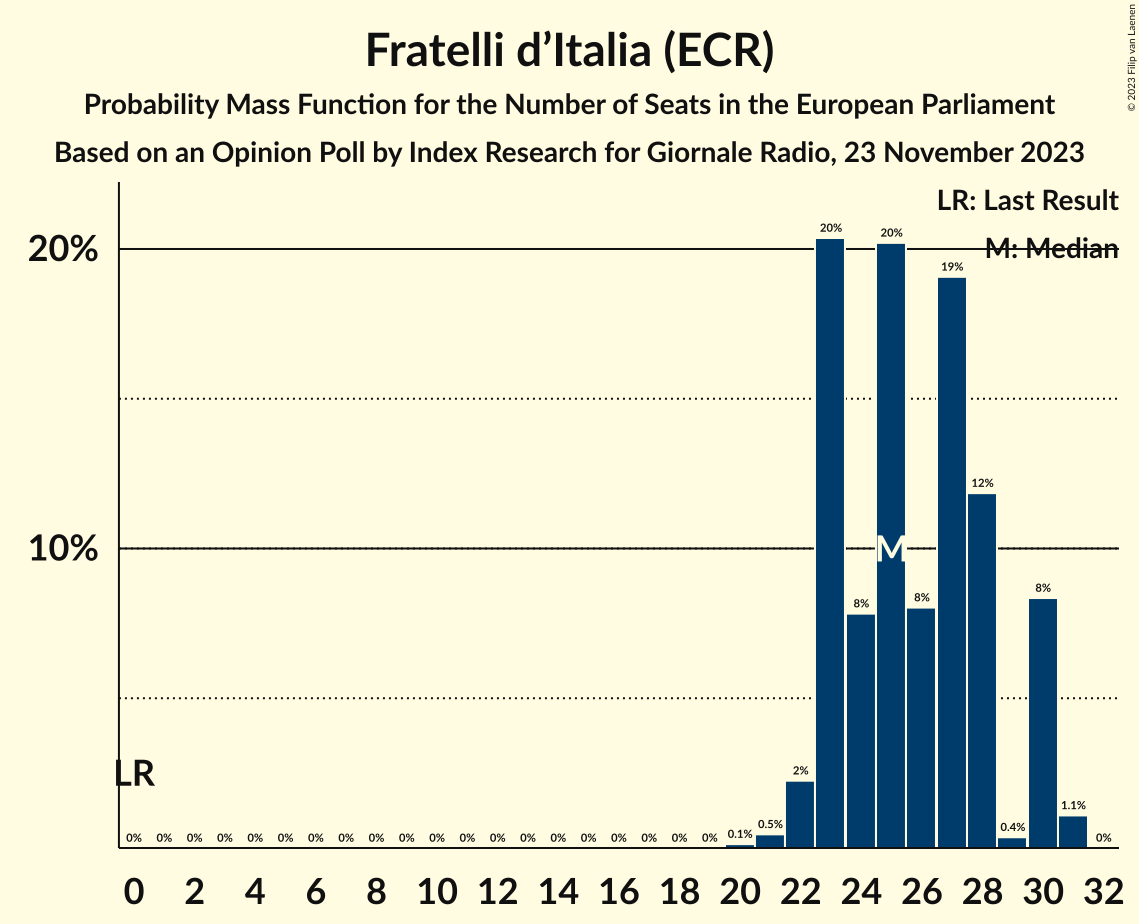 Fratelli d’Italia (ECR)
Probability Mass Function for the Number of Seats in the European Parliament
Based on an Opinion Poll by Index Research for Giornale Radio, 23 November 2023
© 2023 Filip van Laenen
LR: Last Result
M: Median
20%
10%
20% 20% 19% 12% 8% 8% 8%
M
LR
0% 0% 0% 0% 0% 0% 0% 0% 0% 0% 0% 0% 0% 0% 0% 0% 0% 0% 0% 0% 0.1% 0.5% 2% 0.4% 1.1% 0%
0 2 4 6 8 10 12 14 16 18 20 22 24 26 28 30 32